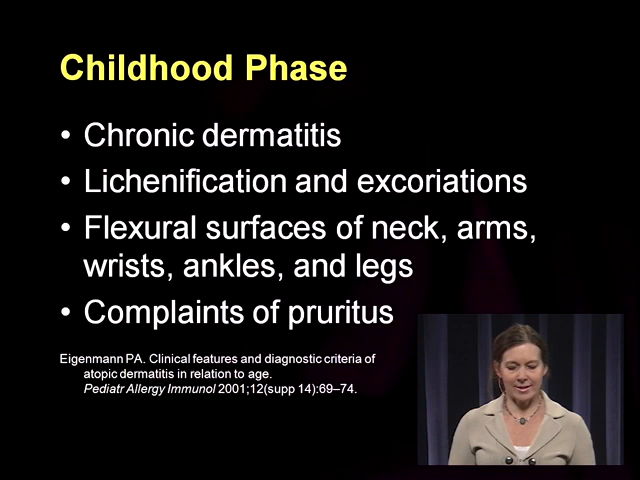 Childhood Phase
• Chronic dermatitis
• Lichenification and excoriations
• Flexural surfaces of neck, arms,
wrists, ankles, and legs
• Complaints of pruritus
Eigenmann PA. Clinical features and diagnostic criteria of
atopic dermatitis in relation to age.
Pediatr Allergy Immunol 2001;12(supp 14):69–74.